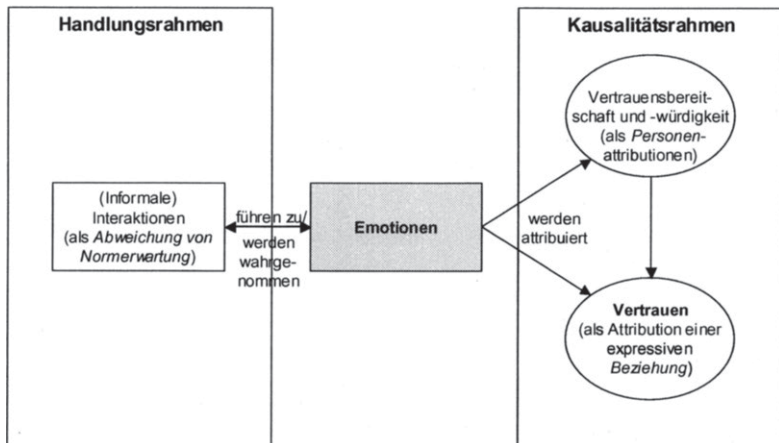 Handlungsrahmen
Kausalitätsrahmen
Vertrauensbereit-
schaft und -würdigkeit
(als Personen-
attributionen)
(Informale)
Interaktionen
(als Abweichung von
Normerwartung)
führen zu/
werden
wahrge-
nommen
Emotionen
werden
attribuiert
Vertrauen
(als Attribution einer
expressiven
Beziehung)